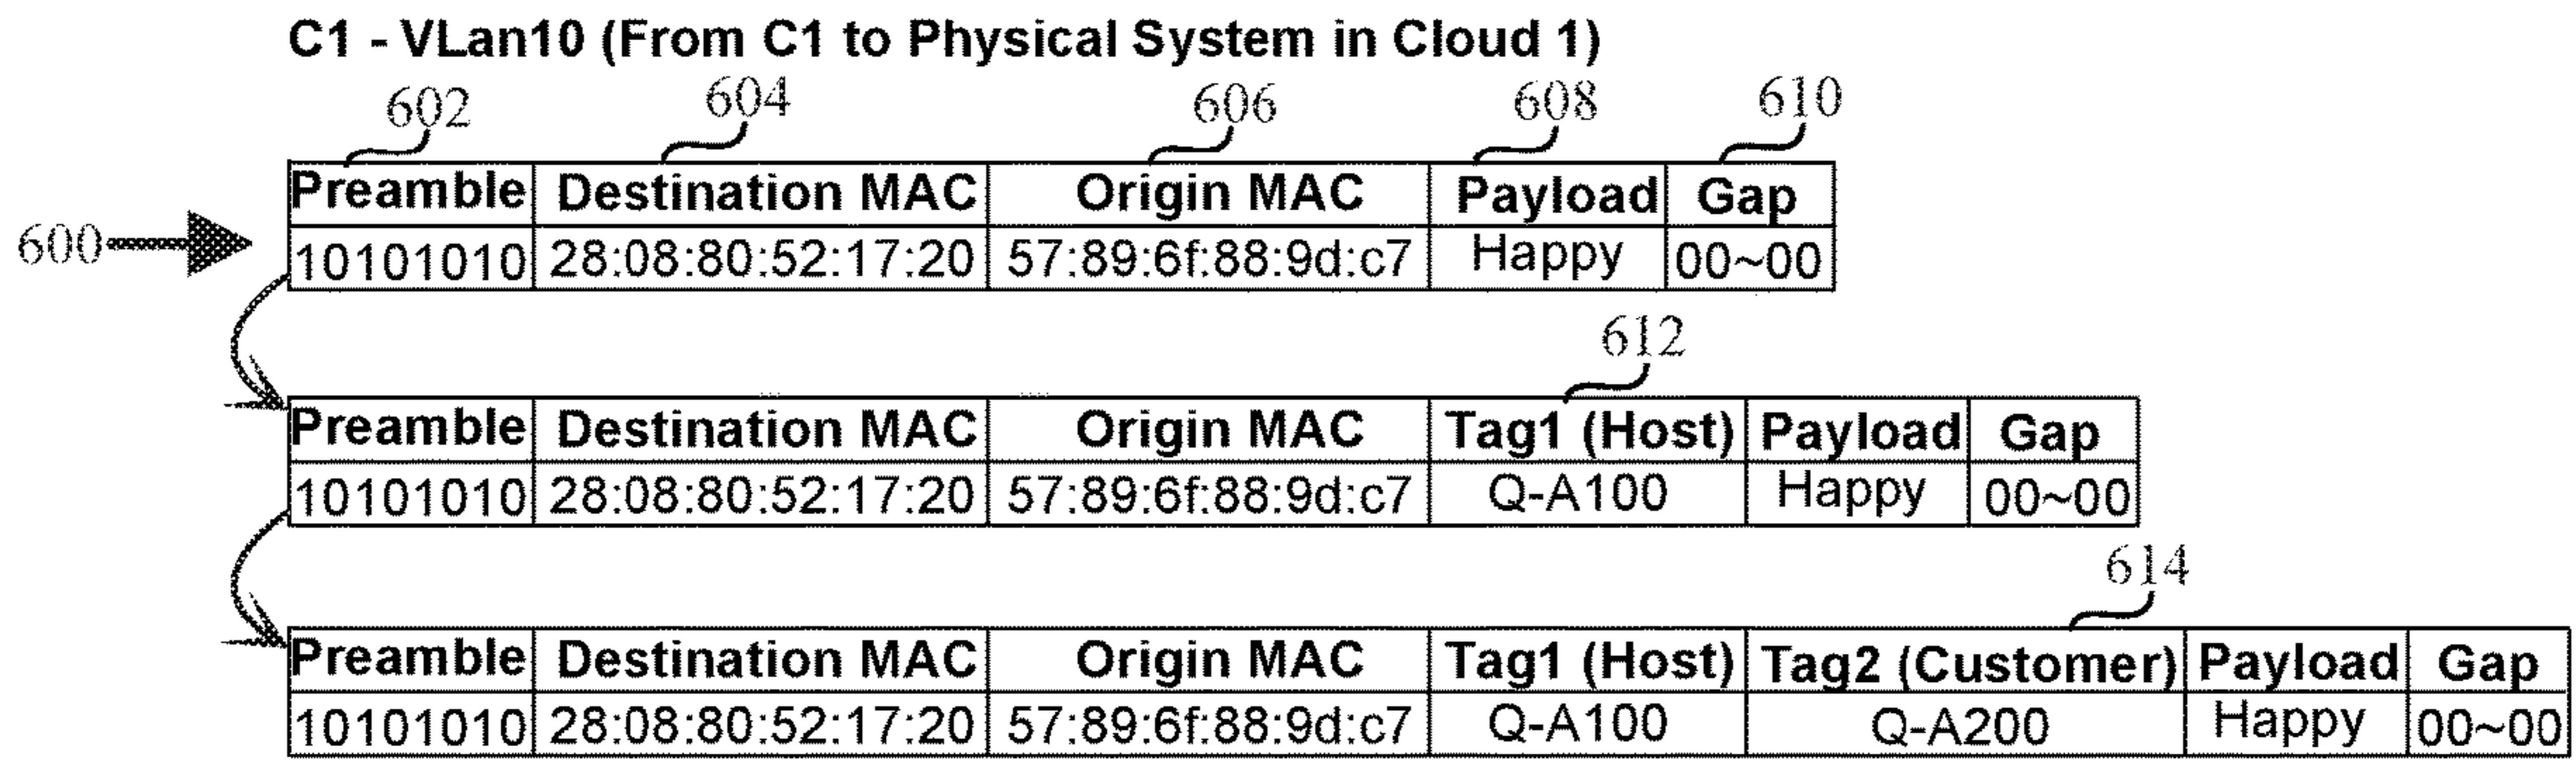 C1 - VLan10 (From C1 to Physical System in Cloud 1)
602 604 606 608 610
Preamble Destination MAC Origin MAC Payload Gap
600 10101010 28:08:80:52:17:20 57:89:6f:88:9d:c7 Happy 00~00
612
Preamble Destination MAC Origin MAC Tag1 (Host) Payload Gap
10101010 28:08:80:52:17:20 57:89:6f:88:9d:c7 Q-A100 Happy 00~00
614
Preamble Destination MAC Origin MAC Tag1 (Host) Tag2 (Customer) Payload Gap
10101010 28:08:80:52:17:20 57:89:6f:88:9d:c7 Q-A100 Q-A200 Happy 00~00